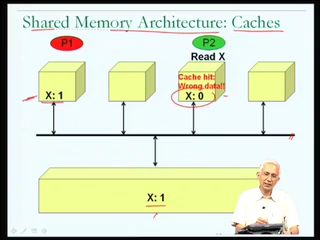 Shared Memory Architecture: Caches
P1
P2
Read X
Cache hit:
Wrong data!!
X: 1
X: 0
X: 1